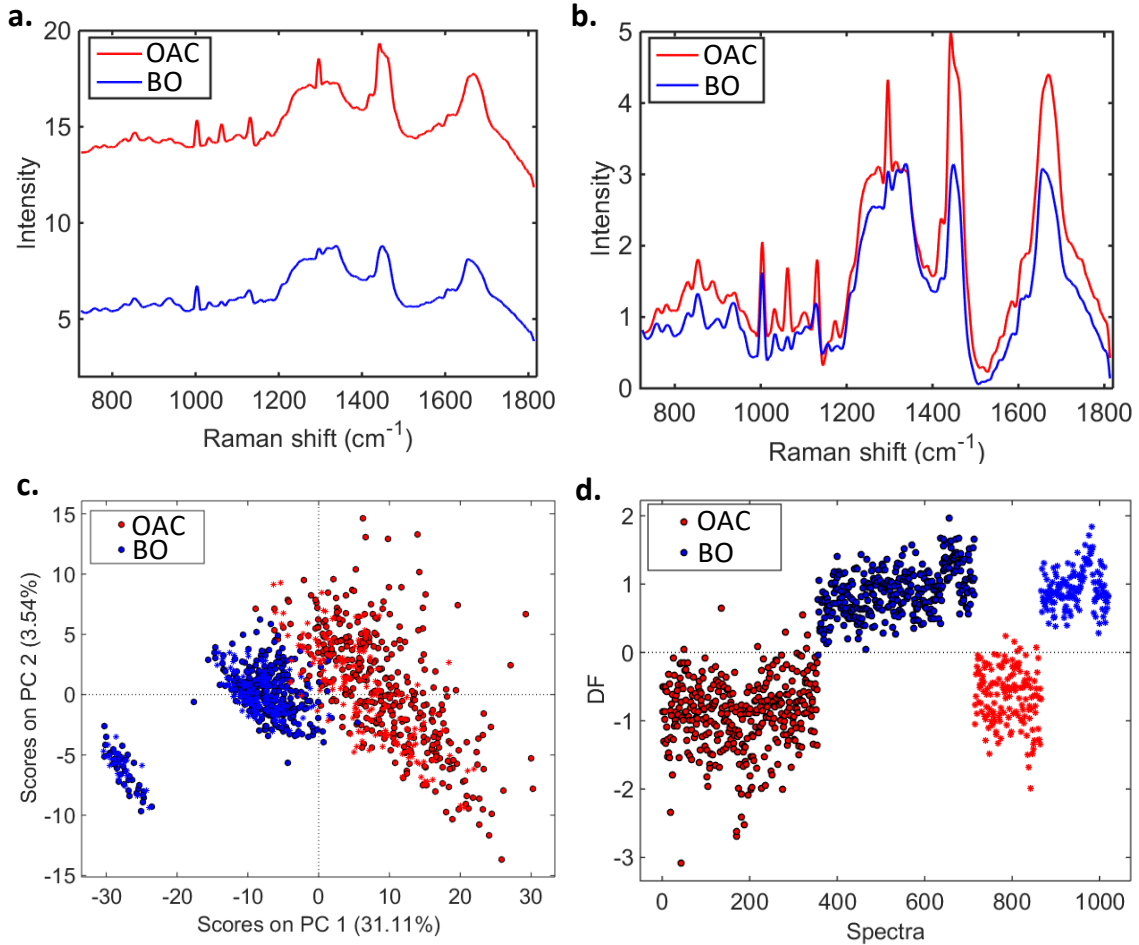 a.
20
15
10
5
OAC
BO
Intensity
800 1000 1200 1400 1600 1800
Raman shift (cm⁻¹)
b.
5
4
3
2
1
0
OAC
BO
Intensity
800 1000 1200 1400 1600 1800
Raman shift (cm⁻¹)
c.
15
10
5
0
-5
-10
-15
OAC
BO
Scores on PC 2 (3.54%)
-30 -20 -10 0 10 20 30
Scores on PC 1 (31.11%)
d.
2
1
0
-1
-2
-3
OAC
BO
DF
0 200 400 600 800 1000
Spectra